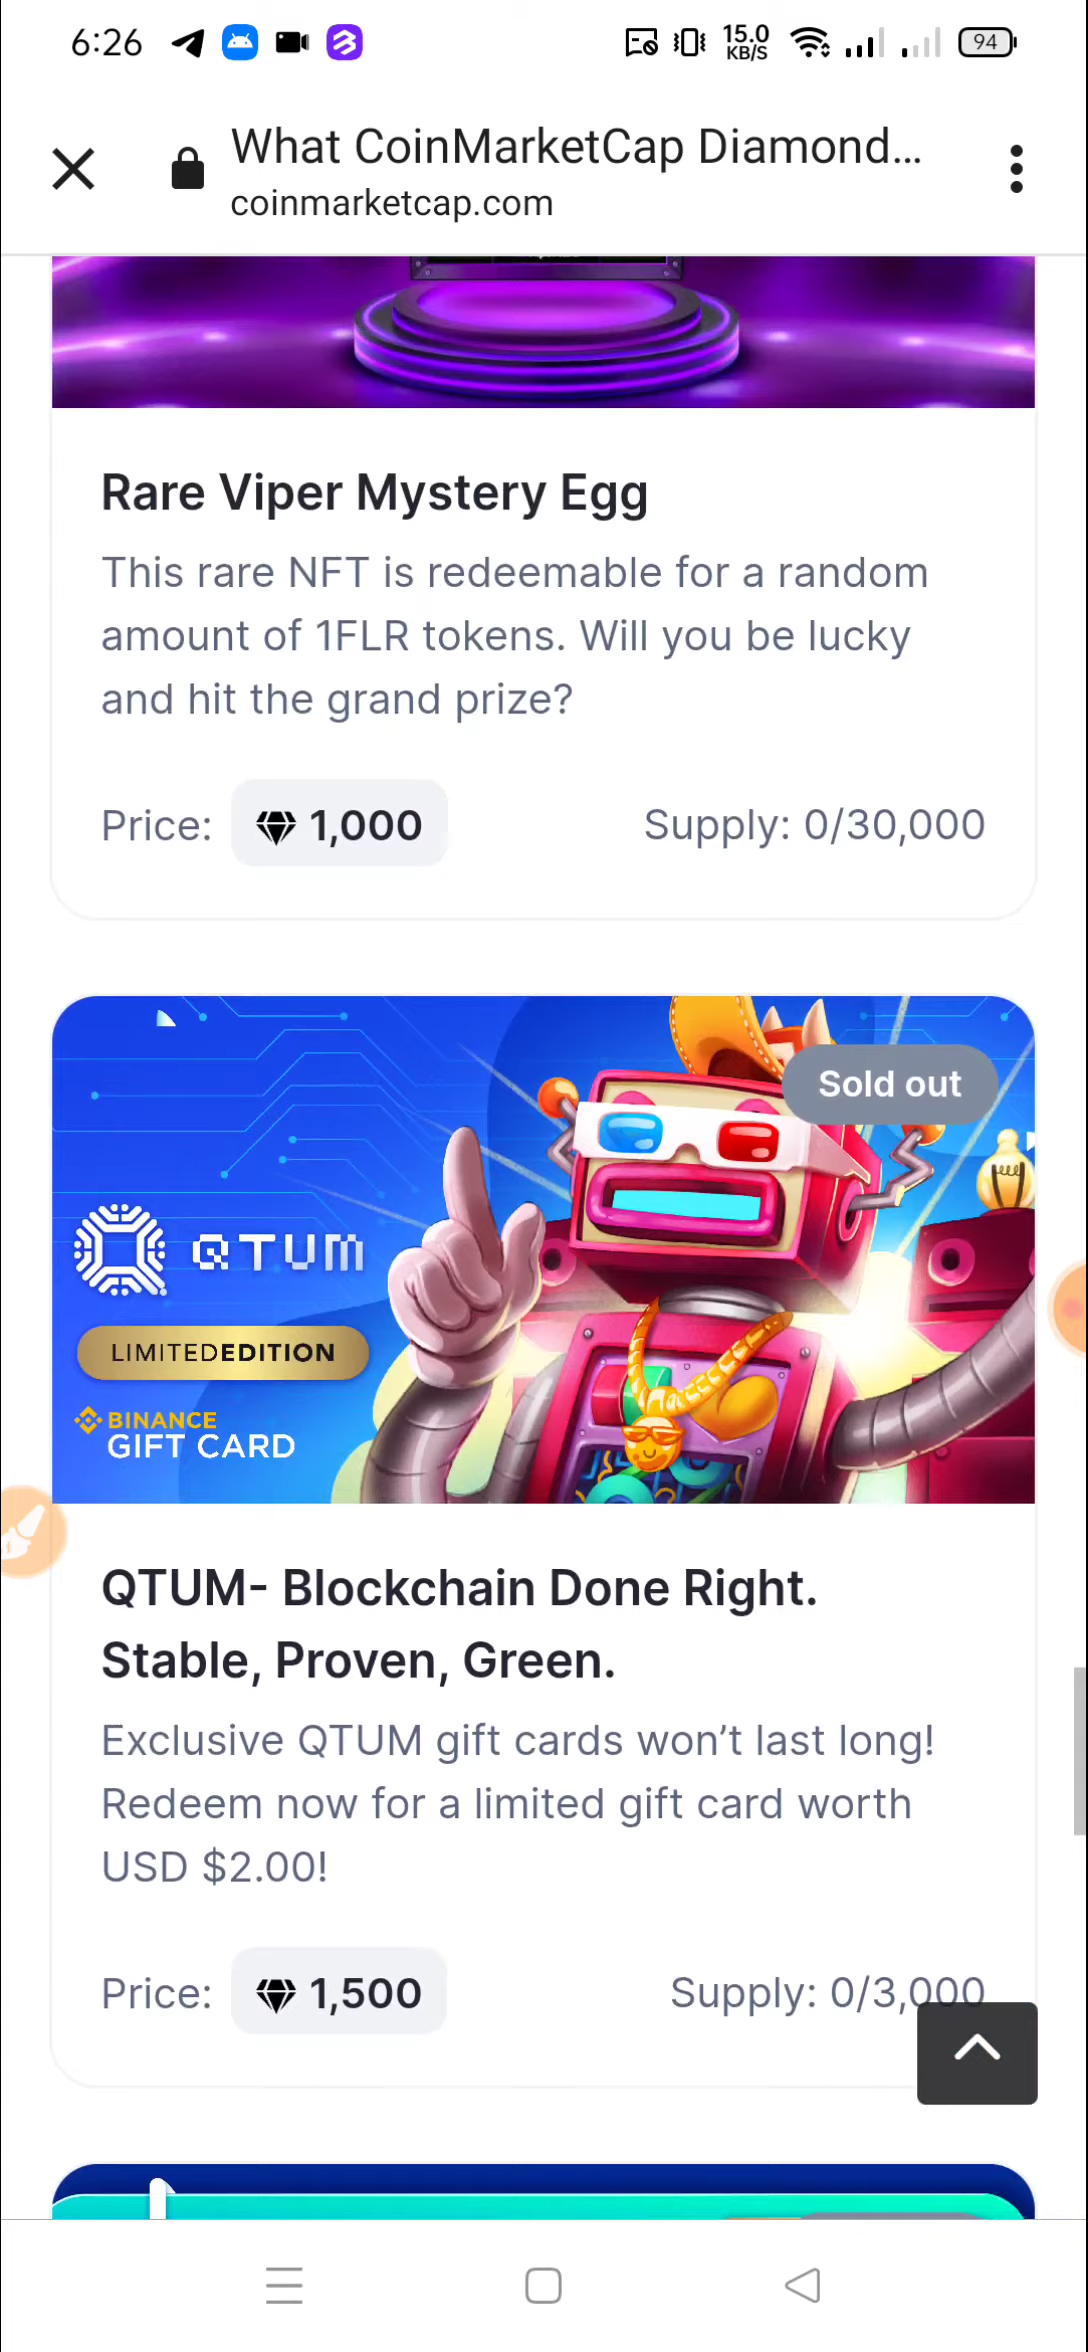 6:26
15.0
KB/S
94
What CoinMarketCap Diamond...
coinmarketcap.com
Rare Viper Mystery Egg
This rare NFT is redeemable for a random
amount of 1FLR tokens. Will you be lucky
and hit the grand prize?
Price: 1,000
Supply: 0/30,000
Sold out
QTUM
LIMITEDEDITION
BINANCE
GIFT CARD
QTUM- Blockchain Done Right.
Stable, Proven, Green.
Exclusive QTUM gift cards won’t last long!
Redeem now for a limited gift card worth
USD $2.00!
Price: 1,500
Supply: 0/3,000